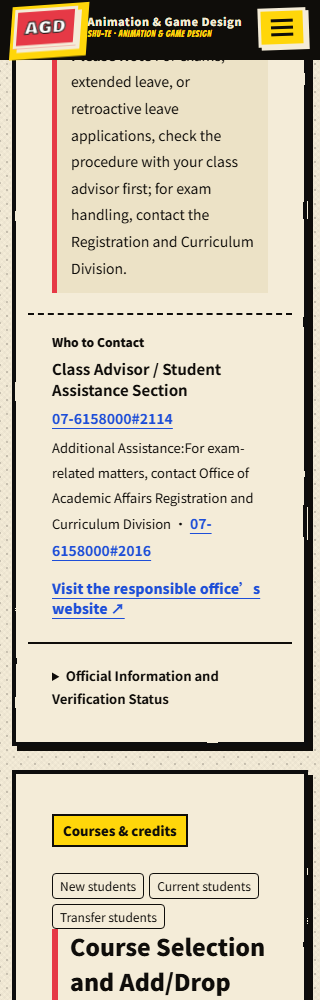 AGD
Animation & Game Design
SHU-TE · ANIMATION & GAME DESIGN
extended leave, or
retroactive leave
applications, check the
procedure with your class
advisor first; for exam
handling, contact the
Registration and Curriculum
Division.
Who to Contact
Class Advisor / Student
Assistance Section
07-6158000#2114
Additional Assistance:For exam-
related matters, contact Office of
Academic Affairs Registration and
Curriculum Division ・ 07-
6158000#2016
Visit the responsible office’s
website ↗
▶ Official Information and
Verification Status
Courses & credits
New students
Current students
Transfer students
Course Selection
and Add/Drop